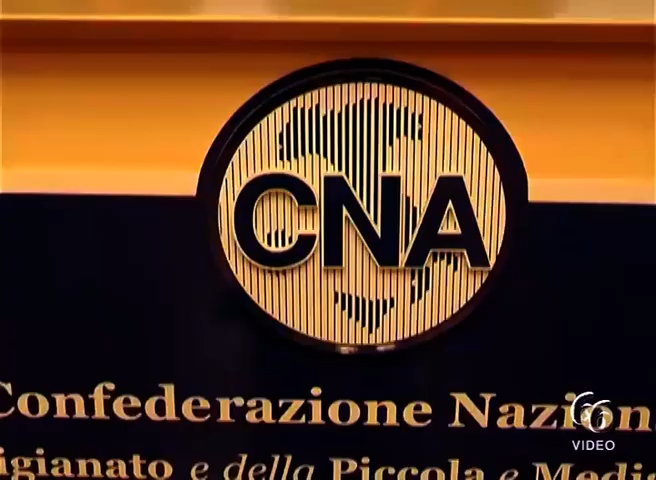 CNA
Confederazione Nazion
igianato e della Piccola e Medi
VIDEO